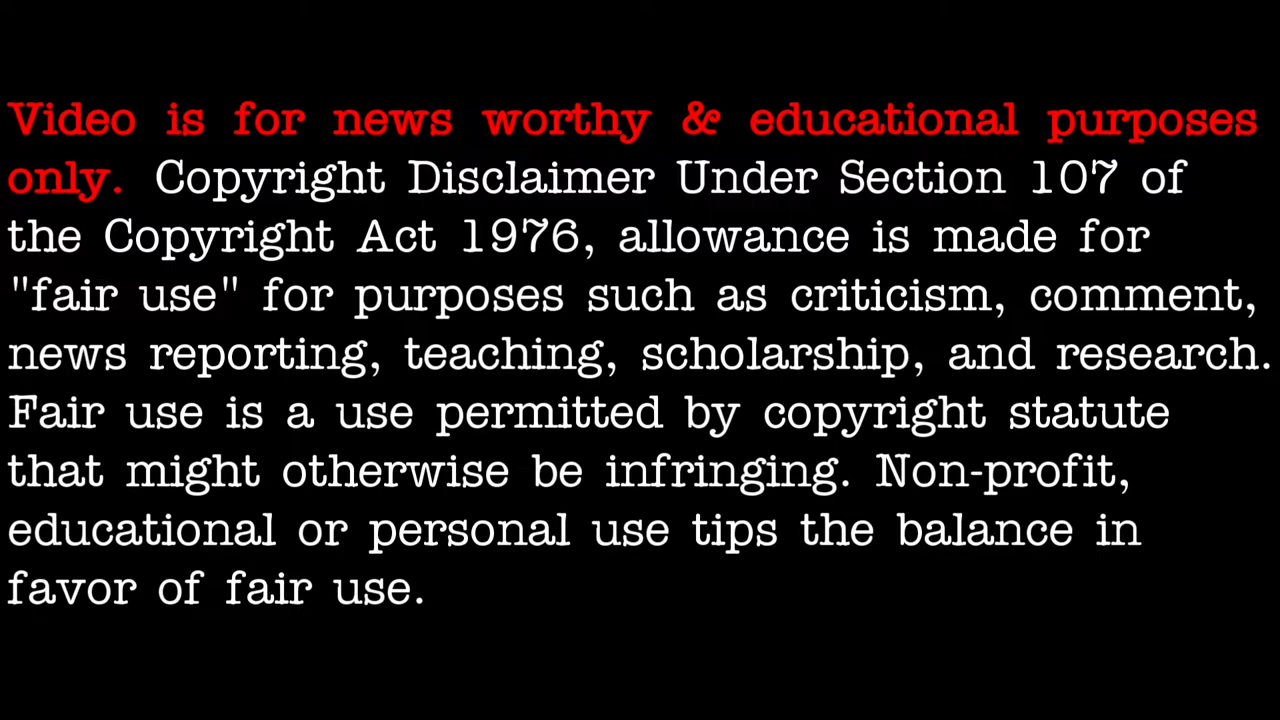 Video is for news worthy & educational purposes
only. Copyright Disclaimer Under Section 107 of
the Copyright Act 1976, allowance is made for
"fair use" for purposes such as criticism, comment,
news reporting, teaching, scholarship, and research.
Fair use is a use permitted by copyright statute
that might otherwise be infringing. Non-profit,
educational or personal use tips the balance in
favor of fair use.